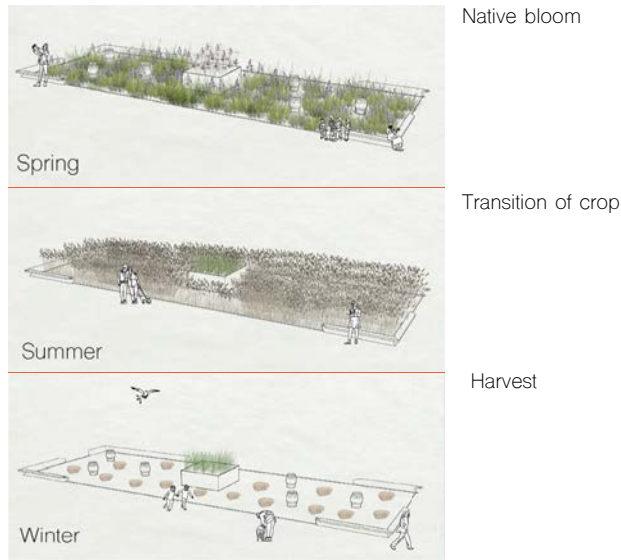 Native bloom
Spring
Transition of crop
Summer
Harvest
Winter